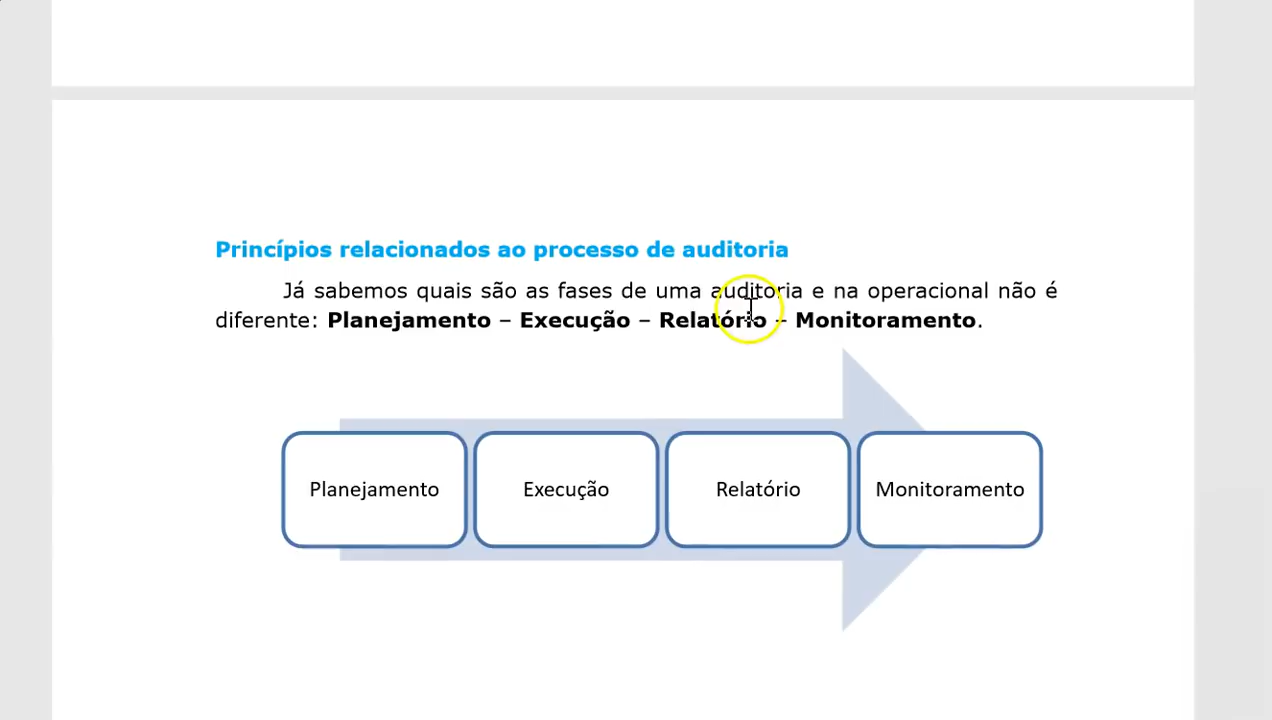 Princípios relacionados ao processo de auditoria
Já sabemos quais são as fases de uma auditoria e na operacional não é
diferente: Planejamento – Execução – Relatório – Monitoramento.
Planejamento
Execução
Relatório
Monitoramento